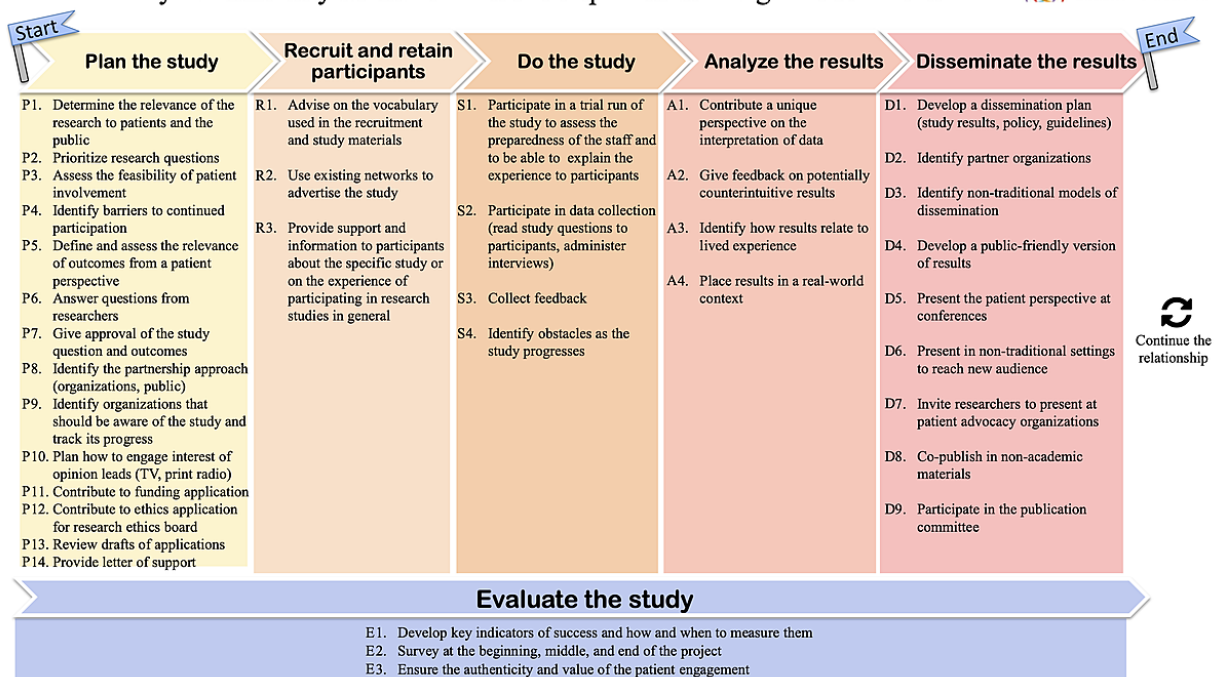 Start
End
Plan the study
Recruit and retain
participants
Do the study
Analyze the results
Disseminate the results
P1. Determine the relevance of the
research to patients and the
public
P2. Prioritize research questions
P3. Assess the feasibility of patient
involvement
P4. Identify barriers to continued
participation
P5. Define and assess the relevance
of outcomes from a patient
perspective
P6. Answer questions from
researchers
P7. Give approval of the study
question and outcomes
P8. Identify the partnership approach
(organizations, public)
P9. Identify organizations that
should be aware of the study and
track its progress
P10. Plan how to engage interest of
opinion leads (TV, print radio)
P11. Contribute to funding application
P12. Contribute to ethics application
for research ethics board
P13. Review drafts of applications
P14. Provide letter of support
R1. Advise on the vocabulary
used in the recruitment
and study materials
R2. Use existing networks to
advertise the study
R3. Provide support and
information to participants
about the specific study or
on the experience of
participating in research
studies in general
S1. Participate in a trial run of
the study to assess the
preparedness of the staff and
to be able to explain the
experience to participants
S2. Participate in data collection
(read study questions to
participants, administer
interviews)
S3. Collect feedback
S4. Identify obstacles as the
study progresses
A1. Contribute a unique
perspective on the
interpretation of data
A2. Give feedback on potentially
counterintuitive results
A3. Identify how results relate to
lived experience
A4. Place results in a real-world
context
D1. Develop a dissemination plan
(study results, policy, guidelines)
D2. Identify partner organizations
D3. Identify non-traditional models of
dissemination
D4. Develop a public-friendly version
of results
D5. Present the patient perspective at
conferences
D6. Present in non-traditional settings
to reach new audience
D7. Invite researchers to present at
patient advocacy organizations
D8. Co-publish in non-academic
materials
D9. Participate in the publication
committee
Continue the
relationship
Evaluate the study
E1. Develop key indicators of success and how and when to measure them
E2. Survey at the beginning, middle, and end of the project
E3. Ensure the authenticity and value of the patient engagement